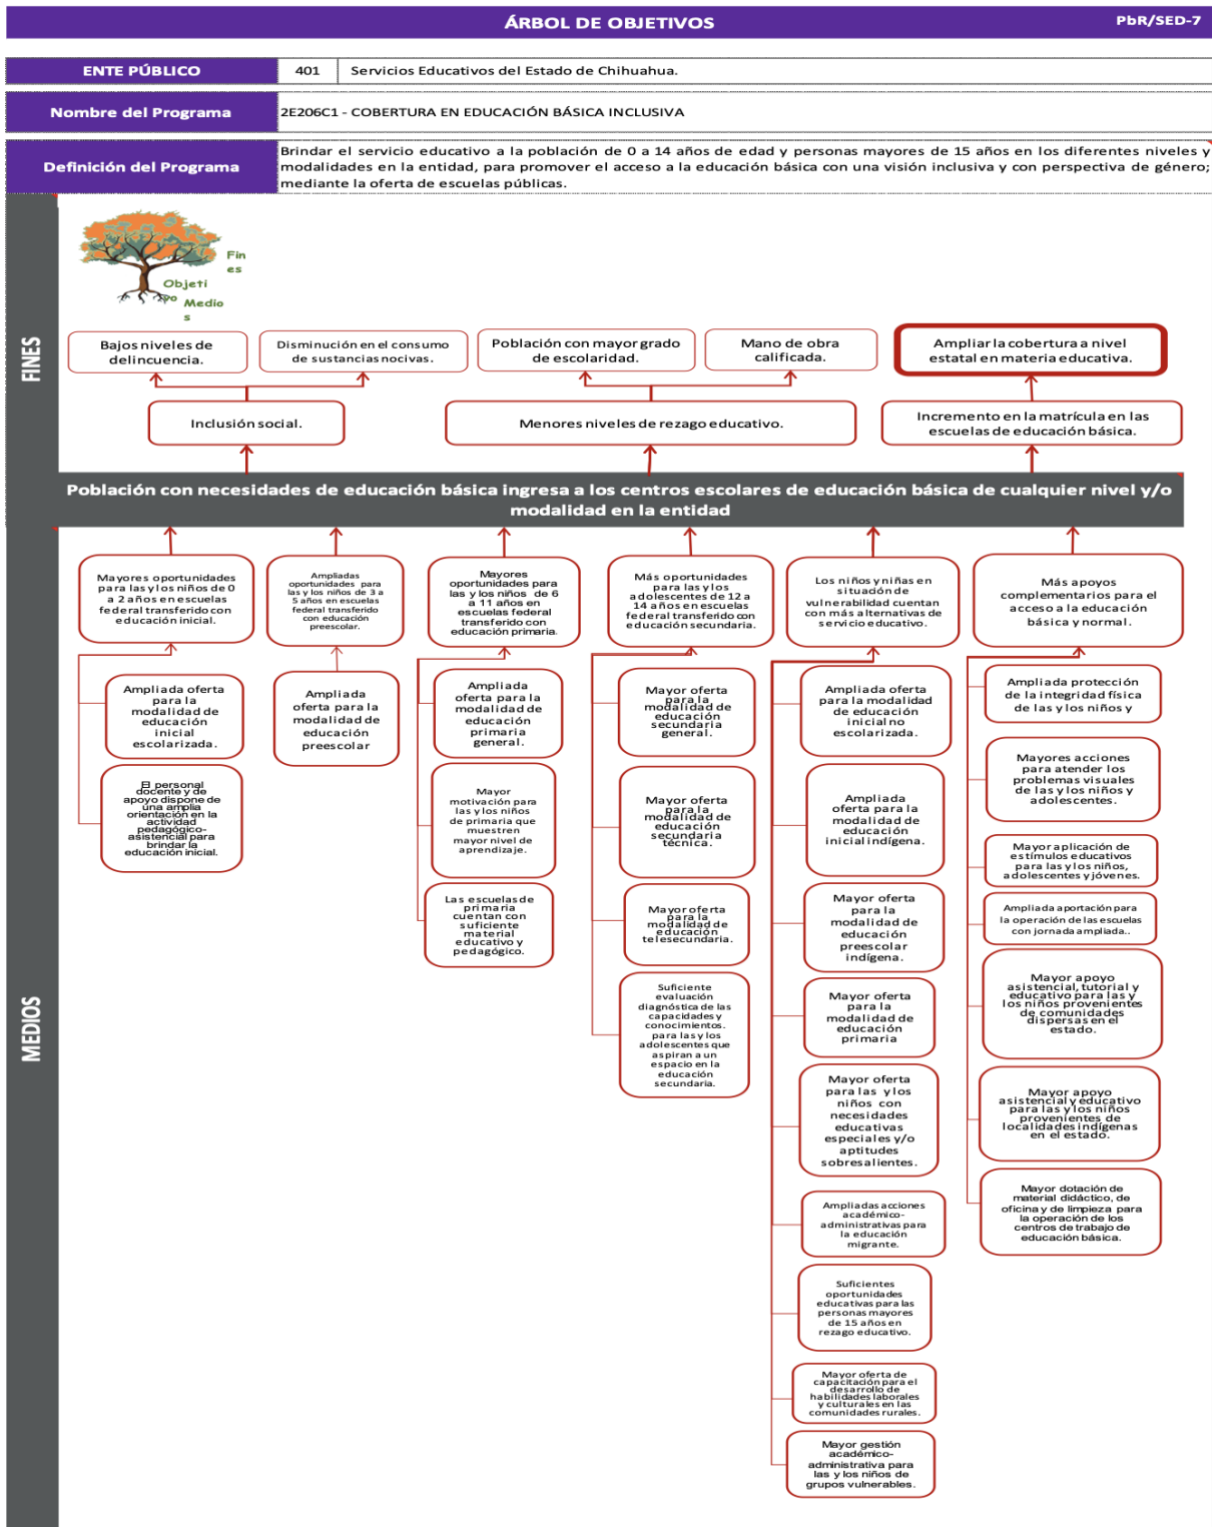 ÁRBOL DE OBJETIVOS
PbR/SED-7
ENTE PÚBLICO
401
Servicios Educativos del Estado de Chihuahua.
Nombre del Programa
2E206C1 - COBERTURA EN EDUCACIÓN BÁSICA INCLUSIVA
Definición del Programa
Brindar el servicio educativo a la población de 0 a 14 años de edad y personas mayores de 15 años en los diferentes niveles y
modalidades en la entidad, para promover el acceso a la educación básica con una visión inclusiva y con perspectiva de género;
mediante la oferta de escuelas públicas.
FINES
Fin
es
Objeti
vo
Medio
s
Bajos niveles de
delincuencia.
Disminución en el consumo
de sustancias nocivas.
Población con mayor grado
de escolaridad.
Mano de obra
calificada.
Ampliar la cobertura a nivel
estatal en materia educativa.
Inclusión social.
Menores niveles de rezago educativo.
Incremento en la matrícula en las
escuelas de educación básica.
Población con necesidades de educación básica ingresa a los centros escolares de educación básica de cualquier nivel y/o
modalidad en la entidad
MEDIOS
Mayores oportunidades
para las y los niños de 0
a 2 años en escuelas
federal transferido con
educación inicial.
Ampliada oferta
para la
modalidad de
educación
inicial
escolarizada.
El personal
docente y de
apoyo dispone de
una amplia
orientación en la
actividad
pedagógico-
asistencial para
brindar la
educación inicial.
Ampliadas
oportunidades para
las y los niños de 3 a
5 años en escuelas
federal transferido
con educación
preescolar.
Ampliada
oferta para la
modalidad de
educación
preescolar
Mayores
oportunidades para
las y los niños de 6
a 11 años en
escuelas federal
transferido con
educación primaria.
Ampliada
oferta para la
modalidad de
educación
primaria
general.
Mayor
motivación para
las y los niños
de primaria que
muestren
mayor nivel de
aprendizaje.
Las escuelas de
primaria
cuentan con
suficiente
material
educativo y
pedagógico.
Más oportunidades
para las y los
adolescentes de 12 a
14 años en escuelas
federal transferido con
educación secundaria.
Mayor oferta
para la
modalidad de
educación
secundaria
general.
Mayor oferta
para la
modalidad de
educación
secundaria
técnica.
Mayor oferta
para la
modalidad de
educación
telesecundaria.
Suficiente
evaluación
diagnóstica de las
capacidades y
conocimientos.
para las y los
adolescentes que
aspiran a un
espacio en la
educación
secundaria.
Los niños y niñas en
situación de
vulnerabilidad cuentan
con más alternativas de
servicio educativo.
Ampliada oferta
para la modalidad
de educación
inicial no
escolarizada.
Ampliada
oferta para la
modalidad de
educación
inicial indígena.
Mayor oferta
para la
modalidad de
educación
preescolar
indígena.
Mayor oferta
para la
modalidad de
educación
primaria
Mayor oferta
para las y los
niños con
necesidades
educativas
especiales y/o
aptitudes
sobresalientes.
Ampliadas acciones
académico-
administrativas para
la educación
migrante.
Suficientes
oportunidades
educativas para las
personas mayores
de 15 años en
rezago educativo.
Mayor oferta de
capacitación para el
desarrollo de
habilidades laborales
y culturales en las
comunidades rurales.
Mayor gestión
académico-
administrativa para
las y los niños de
grupos vulnerables.
Más apoyos
complementarios para el
acceso a la educación
básica y normal.
Ampliada protección
de la integridad física
de las y los niños y
Mayores acciones
para atender los
problemas visuales
de las y los niños y
adolescentes.
Mayor aplicación de
estímulos educativos
para las y los niños,
adolescentes y jóvenes.
Ampliada aportación para
la operación de las escuelas
con jornada ampliada..
Mayor apoyo
asistencial, tutorial y
educativo para las y
los niños provenientes
de comunidades
dispersas en el
estado.
Mayor apoyo
asistencial y educativo
para las y los niños
provenientes de
localidades indígenas
en el estado.
Mayor dotación de
material didáctico, de
oficina y de limpieza para
la operación de los
centros de trabajo de
educación básica.